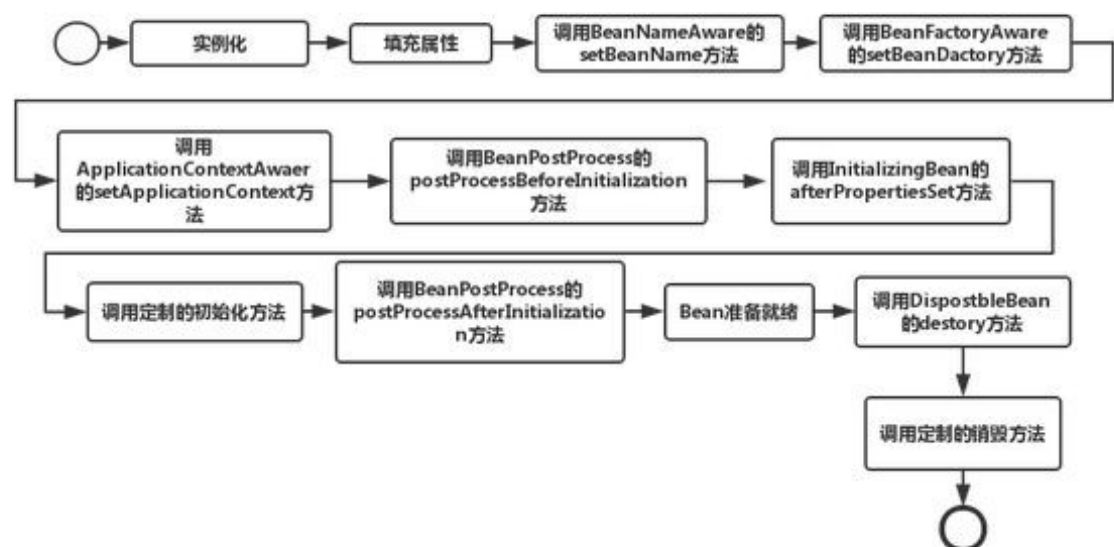 实例化
填充属性
调用BeanNameAware的
setBeanName方法
调用BeanFactoryAware
的setBeanDactory方法
调用
ApplicationContextAwaer
的setApplicationContext方
法
调用BeanPostProcess的
postProcessBeforeInitialization
方法
调用InitializingBean的
afterPropertiesSet方法
调用定制的初始化方法
调用BeanPostProcess的
postProcessAfterInitializatio
n方法
Bean准备就绪
调用DispostbleBean
的destory方法
调用定制的销毁方法